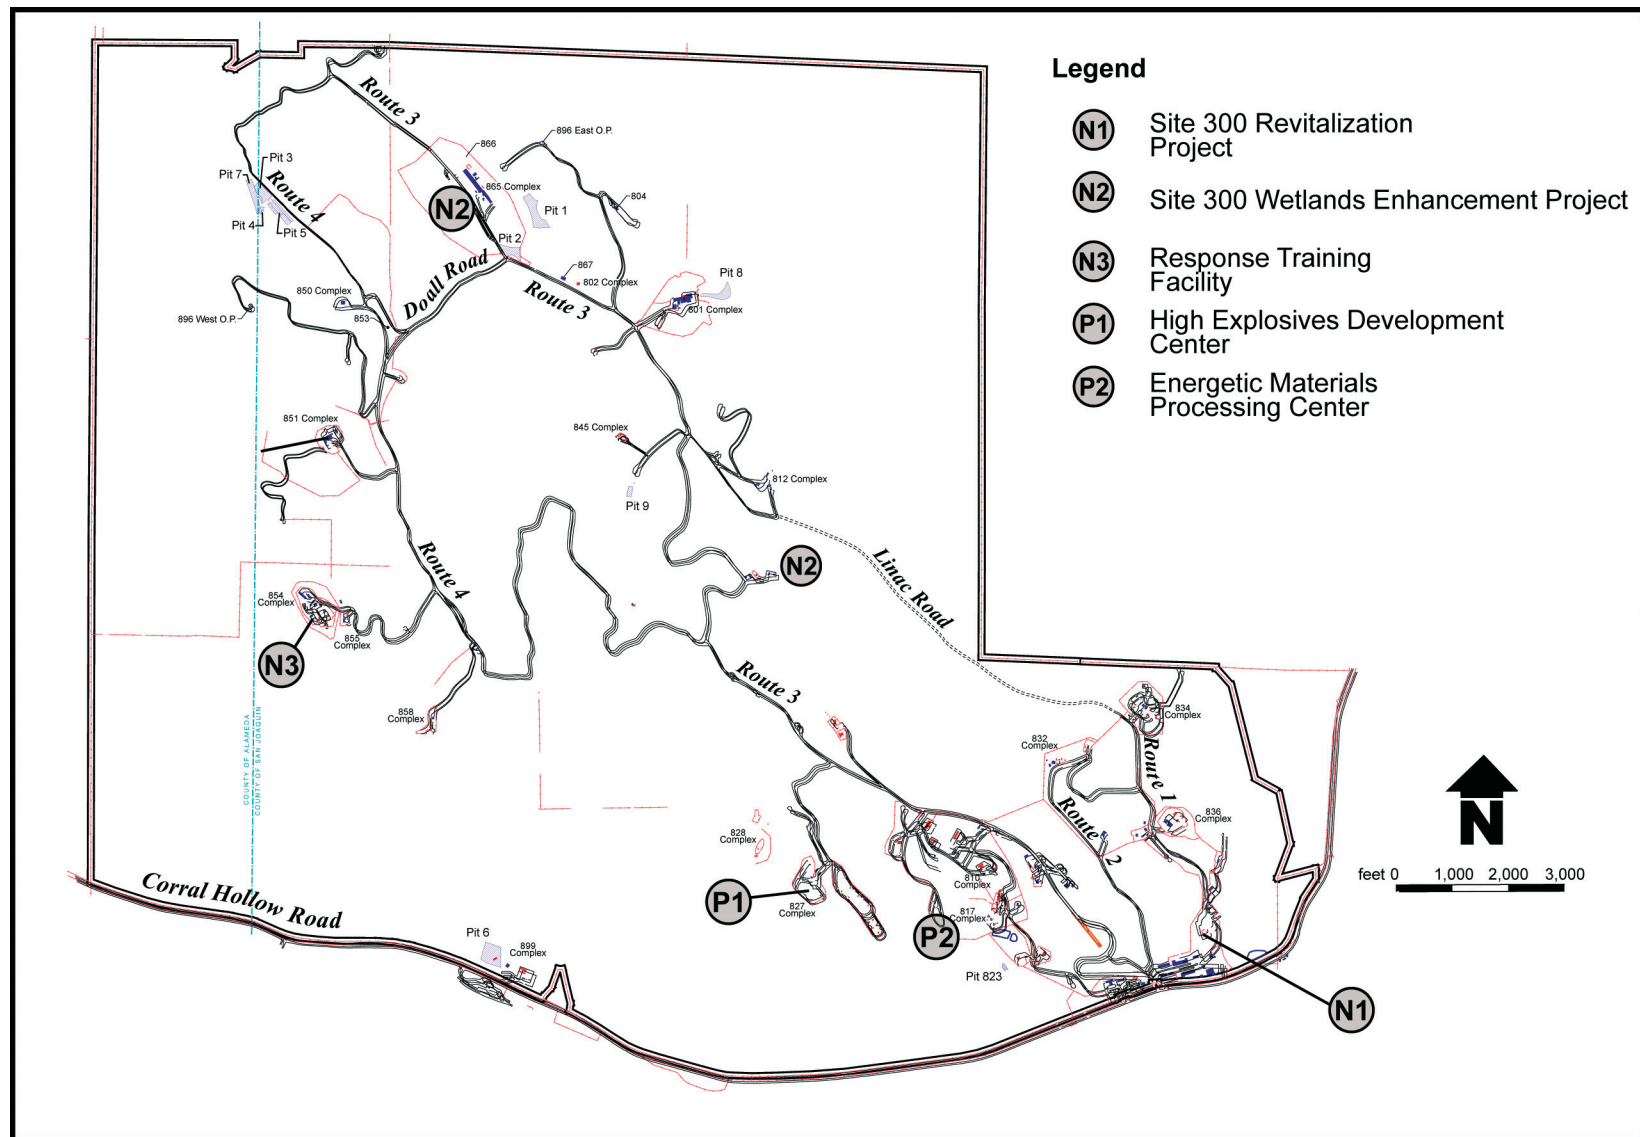 Legend
N1
Site 300 Revitalization
Project
N2
Site 300 Wetlands Enhancement Project
N3
Response Training
Facility
P1
High Explosives Development
Center
P2
Energetic Materials
Processing Center
Route 3
866
896 East O.P.
Pit 3
Pit 7
Route 4
865 Complex
804
N2
Pit 1
Pit 4
Pit 5
Pit 2
Doall Road
867
802 Complex
Pit 8
850 Complex
Route 3
801 Complex
896 West O.P.
853
851 Complex
845 Complex
812 Complex
Pit 9
Route 4
N2
Linac Road
854
Complex
855
Complex
N3
Route 3
858
Complex
834
Complex
832
Complex
Route 1
COUNTY OF ALAMEDA
COUNTY OF SAN JOAQUIN
Route 2
836
Complex
828
Complex
N
feet 0 1,000 2,000 3,000
810
Complex
Corral Hollow Road
P1
827
Complex
817
Complex
P2
Pit 6
899
Complex
Pit 823
N1